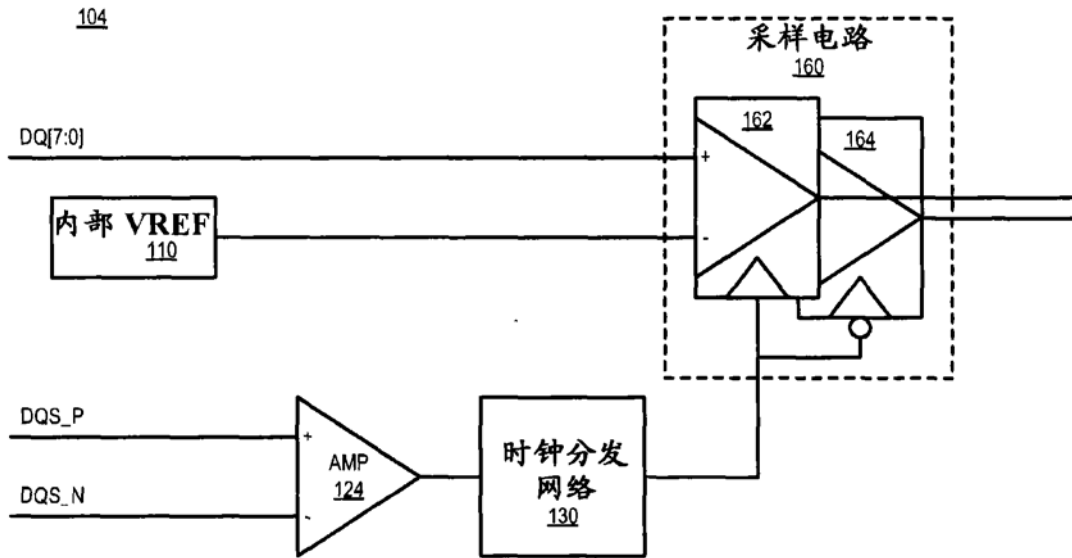 104
采样电路
160
162
164
DQ[7:0]
+
内部 VREF
110
-
DQS_P
+
AMP
124
时钟分发
网络
130
DQS_N
-